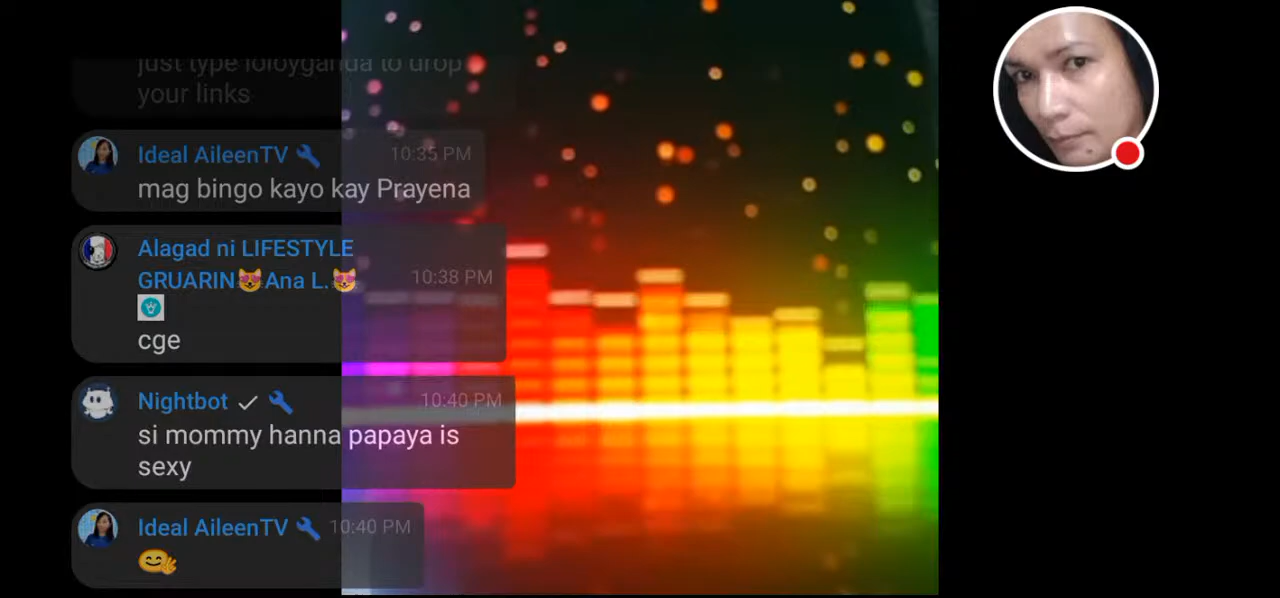 just type loloyganda to drop
your links
Ideal AileenTV 10:35 PM
mag bingo kayo kay Prayena
Alagad ni LIFESTYLE
GRUARIN😻Ana L.😻 10:38 PM
cge
Nightbot 10:40 PM
si mommy hanna papaya is
sexy
Ideal AileenTV 10:40 PM